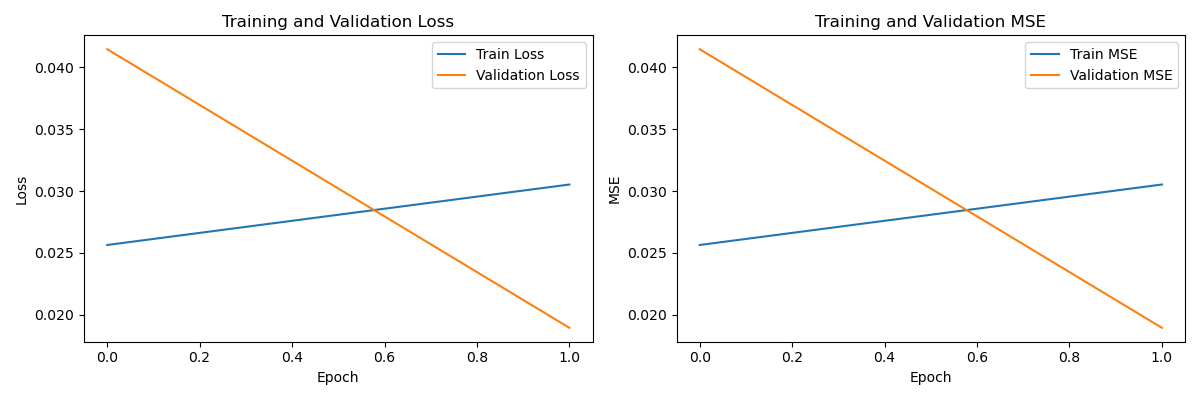 Training and Validation Loss
Train Loss
Validation Loss
0.040
0.035
0.030
0.025
0.020
Loss
0.0 0.2 0.4 0.6 0.8 1.0
Epoch
Training and Validation MSE
Train MSE
Validation MSE
0.040
0.035
0.030
0.025
0.020
MSE
0.0 0.2 0.4 0.6 0.8 1.0
Epoch